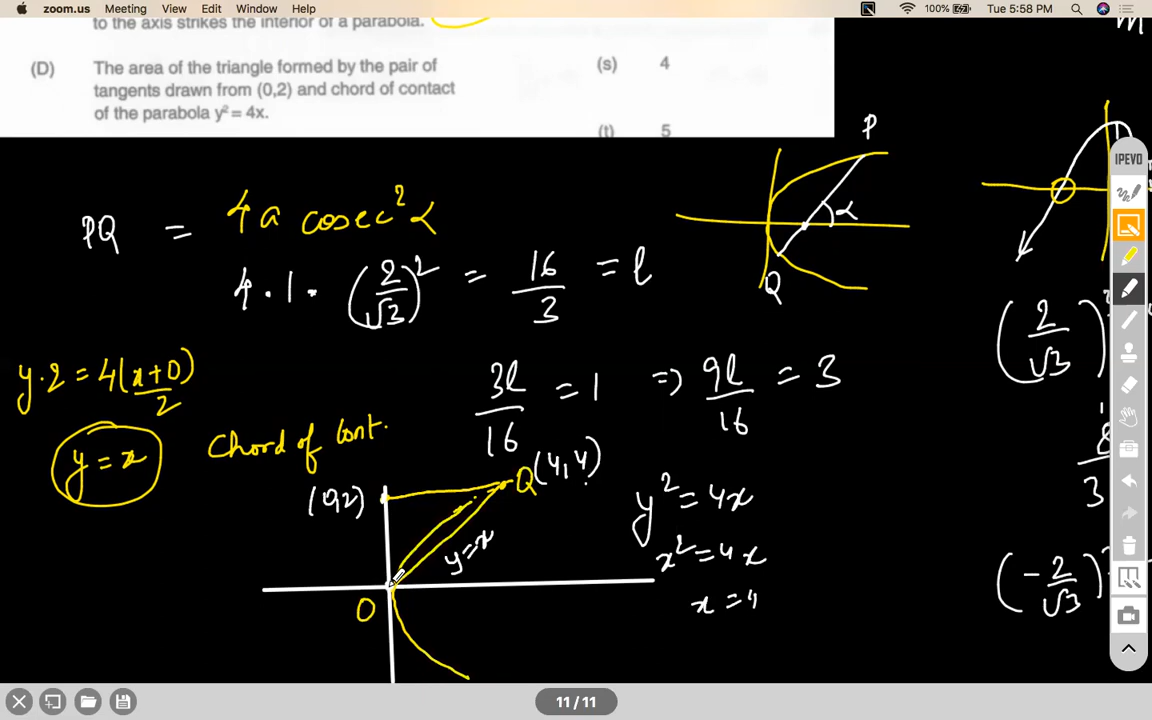 zoom.us Meeting View Edit Window Help 100% Tue 5:58 PM
to the axis strikes the interior of a parabola.
(D) The area of the triangle formed by the pair of (s) 4
tangents drawn from (0,2) and chord of contact
of the parabola y² = 4x.
(t) 5
m
P
IPEVO
PQ = 4a cosec²α
α
4 · 1 · (2/√3)² = 16/3 = l
Q
(2/√3)
y·2 = 4(x+0)/2
3l/16 = 1 ⇒ 9l/16 = 3
y = x Chord of Cont.
8
3
(0,2) Q(4,4)
y² = 4x
y=x
x² = 4x
x = 4
(-2/√3)
O
11 / 11